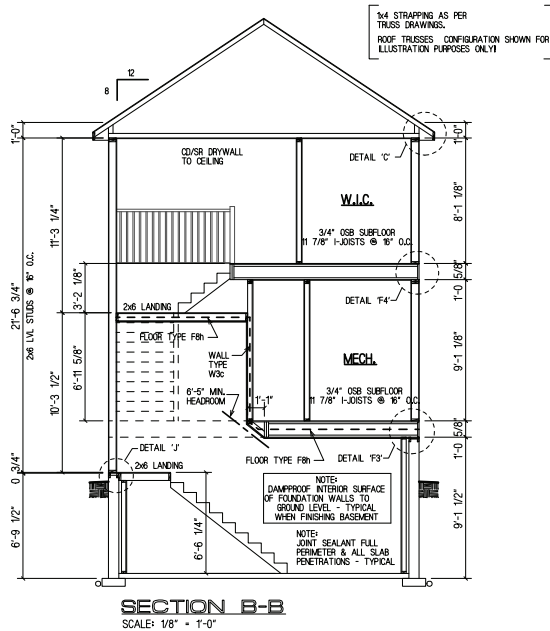 1x4 STRAPPING AS PER
TRUSS DRAWINGS.
ROOF TRUSSES CONFIGURATION SHOWN FOR
ILLUSTRATION PURPOSES ONLY!
12
8
1'-0"
1'-0"
CD/SR DRYWALL
TO CEILING
DETAIL 'C'
W.I.C.
3/4" OSB SUBFLOOR
11 7/8" I-JOISTS @ 16" O.C.
11'-3 1/4"
8'-1 1/8"
21'-6 3/4"
2x6 LVL STUDS @ 16" O.C.
3'-2 1/8"
1'-0 5/8"
2x6 LANDING
DETAIL 'F4'
FLOOR TYPE F8h
WALL
TYPE
W3c
MECH.
6'-11 5/8"
10'-3 1/2"
9'-1 1/8"
6'-5" MIN.
HEADROOM
1'-1"
3/4" OSB SUBFLOOR
11 7/8" I-JOISTS @ 16" O.C.
1'-0 5/8"
DETAIL 'J'
FLOOR TYPE F8h
DETAIL 'F3'
2x6 LANDING
0 3/4"
NOTE:
DAMPPROOF INTERIOR SURFACE
OF FOUNDATION WALLS TO
GROUND LEVEL - TYPICAL
WHEN FINISHING BASEMENT
6'-9 1/2"
6'-6 1/4"
9'-1 1/2"
NOTE:
JOINT SEALANT FULL
PERIMETER & ALL SLAB
PENETRATIONS - TYPICAL
SECTION B-B
SCALE: 1/8" = 1'-0"